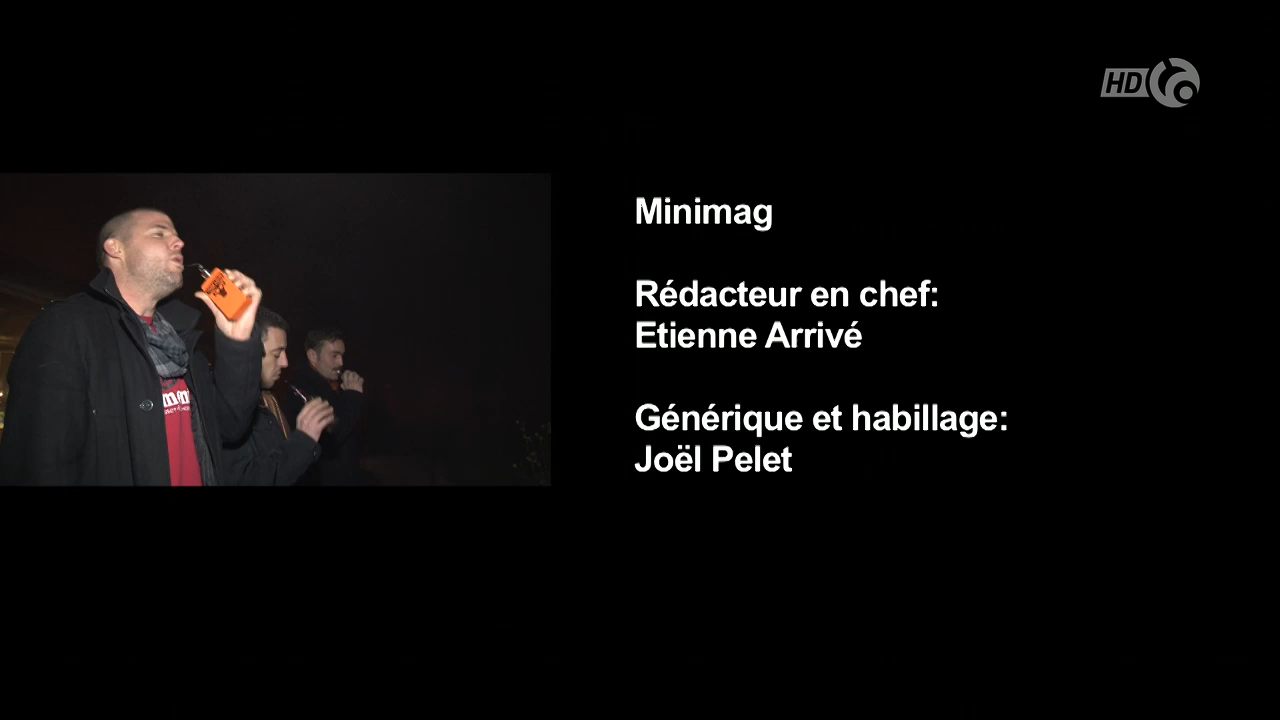 HD
Minimag
Rédacteur en chef:
Etienne Arrivé
Générique et habillage:
Joël Pelet